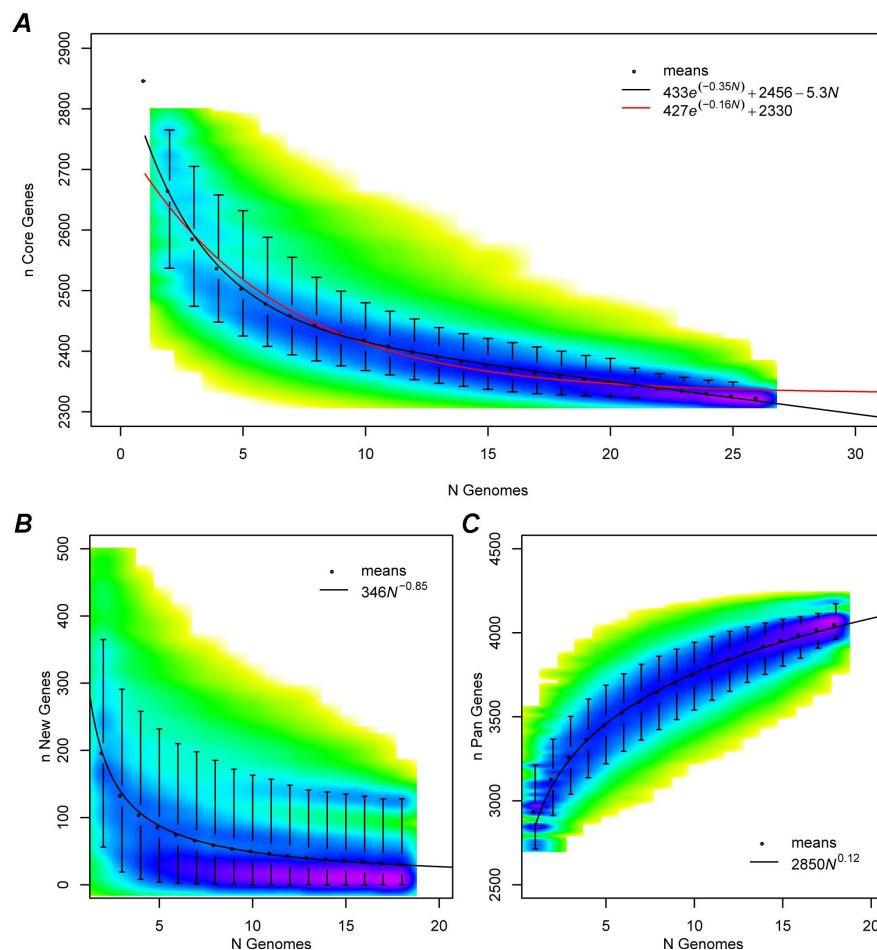 A
n Core Genes
2900
2800
2700
2600
2500
2400
2300
means
433e^(−0.35N) + 2456 − 5.3N
427e^(−0.16N) + 2330
0 5 10 15 20 25 30
N Genomes
B
n New Genes
500
400
300
200
100
0
means
346N^−0.85
5 10 15 20
N Genomes
C
n Pan Genes
4500
4000
3500
3000
2500
means
2850N^0.12
5 10 15 20
N Genomes